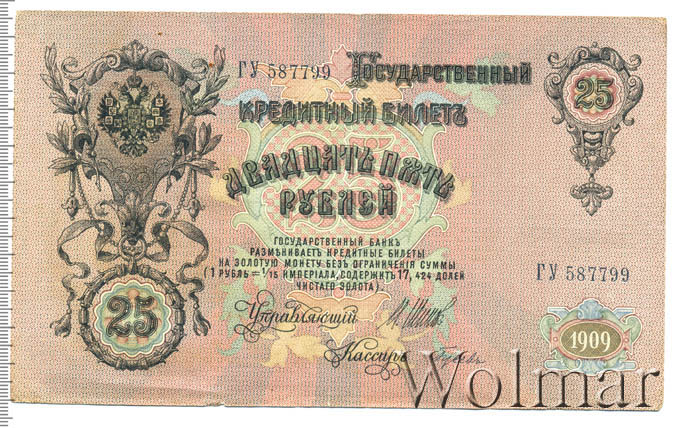 ГУ 587799
Государственный
25
кредитный билетъ
двадцать пять
рублей
25
ГОСУДАРСТВЕННЫЙ БАНКЪ
РАЗМѢНИВАЕТЪ КРЕДИТНЫЕ БИЛЕТЫ
НА ЗОЛОТУЮ МОНЕТУ БЕЗЪ ОГРАНИЧЕНІЯ СУММЫ
(1 РУБЛЬ = 1/15 ИМПЕРІАЛА, СОДЕРЖИТЪ 17,424 ДОЛЕЙ
ЧИСТАГО ЗОЛОТА).
ГУ 587799
25
Управляющій
Кассиръ
1909
Wolmar